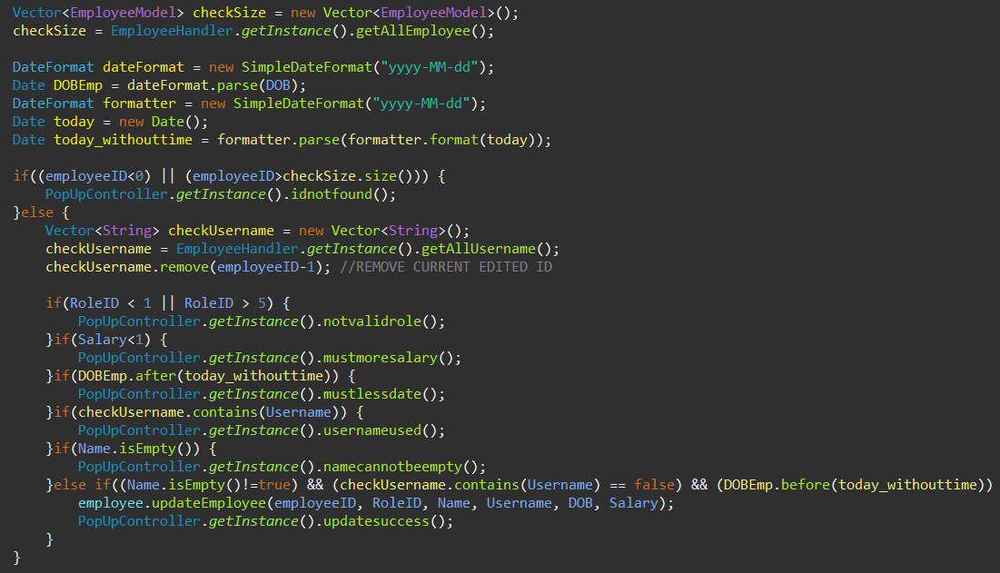 Vector<EmployeeModel> checkSize = new Vector<EmployeeModel>();
checkSize = EmployeeHandler.getInstance().getAllEmployee();
DateFormat dateFormat = new SimpleDateFormat("yyyy-MM-dd");
Date DOBEmp = dateFormat.parse(DOB);
DateFormat formatter = new SimpleDateFormat("yyyy-MM-dd");
Date today = new Date();
Date today_withouttime = formatter.parse(formatter.format(today));
if((employeeID<0) || (employeeID>checkSize.size())) {
    PopUpController.getInstance().idnotfound();
}else {
    Vector<String> checkUsername = new Vector<String>();
    checkUsername = EmployeeHandler.getInstance().getAllUsername();
    checkUsername.remove(employeeID-1); //REMOVE CURRENT EDITED ID
    if(RoleID < 1 || RoleID > 5) {
        PopUpController.getInstance().notvalidrole();
    }if(Salary<1) {
        PopUpController.getInstance().mustmoresalary();
    }if(DOBEmp.after(today_withouttime)) {
        PopUpController.getInstance().mustlessdate();
    }if(checkUsername.contains(Username)) {
        PopUpController.getInstance().usernameused();
    }if(Name.isEmpty()) {
        PopUpController.getInstance().namecannotbeempty();
    }else if((Name.isEmpty()!=true) && (checkUsername.contains(Username) == false) && (DOBEmp.before(today_withouttime))
        employee.updateEmployee(employeeID, RoleID, Name, Username, DOB, Salary);
        PopUpController.getInstance().updatesuccess();
    }
}